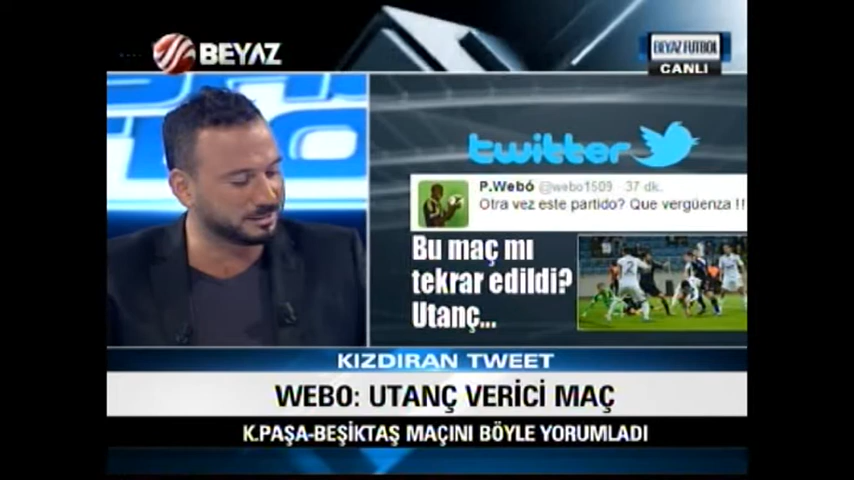 BEYAZ
BEYAZ FUTBOL
CANLI
twitter
P.Webó @webo1509 · 37 dk.
Otra vez este partido? Que vergüenza !!
Bu maç mı
tekrar edildi?
Utanç...
KIZDIRAN TWEET
WEBO: UTANÇ VERİCİ MAÇ
K.PAŞA-BEŞİKTAŞ MAÇINI BÖYLE YORUMLADI